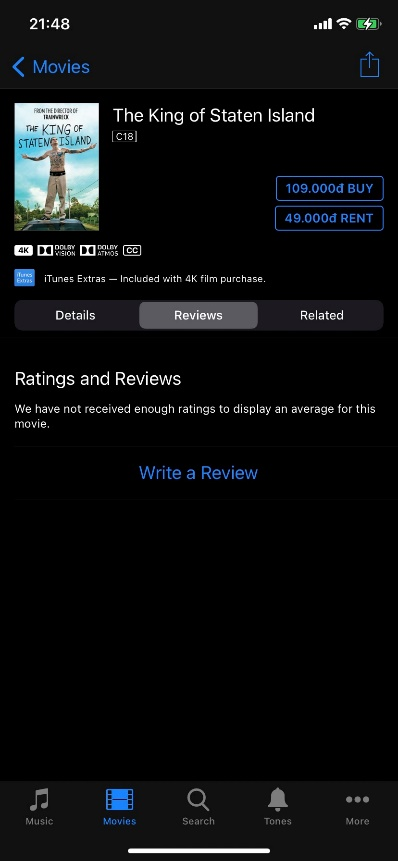 21:48
Movies
FROM THE DIRECTOR OF
TRAINWRECK
THE KING OF
STATEN ISLAND
The King of Staten Island
C18
109.000đ BUY
49.000đ RENT
4K DOLBY VISION DOLBY ATMOS CC
iTunes Extras
iTunes Extras — Included with 4K film purchase.
Details Reviews Related
Ratings and Reviews
We have not received enough ratings to display an average for this
movie.
Write a Review
Music Movies Search Tones More